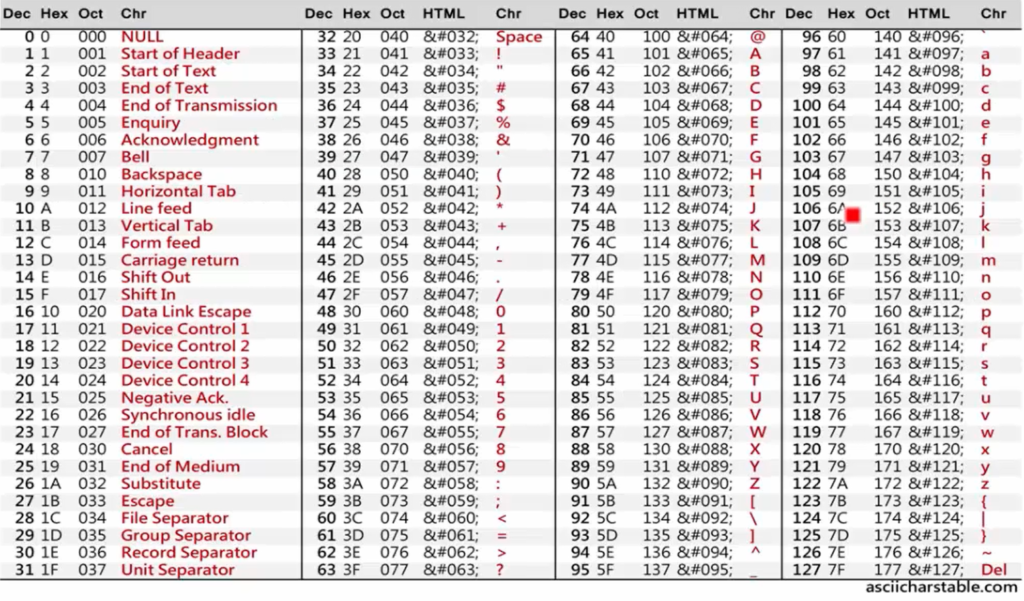 Dec Hex Oct Chr Dec Hex Oct HTML Chr Dec Hex Oct HTML Chr Dec Hex Oct HTML Chr
0 0 000 NULL 32 20 040 &#032; Space 64 40 100 &#064; @ 96 60 140 &#096; `
1 1 001 Start of Header 33 21 041 &#033; ! 65 41 101 &#065; A 97 61 141 &#097; a
2 2 002 Start of Text 34 22 042 &#034; " 66 42 102 &#066; B 98 62 142 &#098; b
3 3 003 End of Text 35 23 043 &#035; # 67 43 103 &#067; C 99 63 143 &#099; c
4 4 004 End of Transmission 36 24 044 &#036; $ 68 44 104 &#068; D 100 64 144 &#100; d
5 5 005 Enquiry 37 25 045 &#037; % 69 45 105 &#069; E 101 65 145 &#101; e
6 6 006 Acknowledgment 38 26 046 &#038; & 70 46 106 &#070; F 102 66 146 &#102; f
7 7 007 Bell 39 27 047 &#039; ' 71 47 107 &#071; G 103 67 147 &#103; g
8 8 010 Backspace 40 28 050 &#040; ( 72 48 110 &#072; H 104 68 150 &#104; h
9 9 011 Horizontal Tab 41 29 051 &#041; ) 73 49 111 &#073; I 105 69 151 &#105; i
10 A 012 Line feed 42 2A 052 &#042; * 74 4A 112 &#074; J 106 6A 152 &#106; j
11 B 013 Vertical Tab 43 2B 053 &#043; + 75 4B 113 &#075; K 107 6B 153 &#107; k
12 C 014 Form feed 44 2C 054 &#044; , 76 4C 114 &#076; L 108 6C 154 &#108; l
13 D 015 Carriage return 45 2D 055 &#045; - 77 4D 115 &#077; M 109 6D 155 &#109; m
14 E 016 Shift Out 46 2E 056 &#046; . 78 4E 116 &#078; N 110 6E 156 &#110; n
15 F 017 Shift In 47 2F 057 &#047; / 79 4F 117 &#079; O 111 6F 157 &#111; o
16 10 020 Data Link Escape 48 30 060 &#048; 0 80 50 120 &#080; P 112 70 160 &#112; p
17 11 021 Device Control 1 49 31 061 &#049; 1 81 51 121 &#081; Q 113 71 161 &#113; q
18 12 022 Device Control 2 50 32 062 &#050; 2 82 52 122 &#082; R 114 72 162 &#114; r
19 13 023 Device Control 3 51 33 063 &#051; 3 83 53 123 &#083; S 115 73 163 &#115; s
20 14 024 Device Control 4 52 34 064 &#052; 4 84 54 124 &#084; T 116 74 164 &#116; t
21 15 025 Negative Ack. 53 35 065 &#053; 5 85 55 125 &#085; U 117 75 165 &#117; u
22 16 026 Synchronous idle 54 36 066 &#054; 6 86 56 126 &#086; V 118 76 166 &#118; v
23 17 027 End of Trans. Block 55 37 067 &#055; 7 87 57 127 &#087; W 119 77 167 &#119; w
24 18 030 Cancel 56 38 070 &#056; 8 88 58 130 &#088; X 120 78 170 &#120; x
25 19 031 End of Medium 57 39 071 &#057; 9 89 59 131 &#089; Y 121 79 171 &#121; y
26 1A 032 Substitute 58 3A 072 &#058; : 90 5A 132 &#090; Z 122 7A 172 &#122; z
27 1B 033 Escape 59 3B 073 &#059; ; 91 5B 133 &#091; [ 123 7B 173 &#123; {
28 1C 034 File Separator 60 3C 074 &#060; < 92 5C 134 &#092; \ 124 7C 174 &#124; |
29 1D 035 Group Separator 61 3D 075 &#061; = 93 5D 135 &#093; ] 125 7D 175 &#125; }
30 1E 036 Record Separator 62 3E 076 &#062; > 94 5E 136 &#094; ^ 126 7E 176 &#126; ~
31 1F 037 Unit Separator 63 3F 077 &#063; ? 95 5F 137 &#095; _ 127 7F 177 &#127; Del
asciicharstable.com